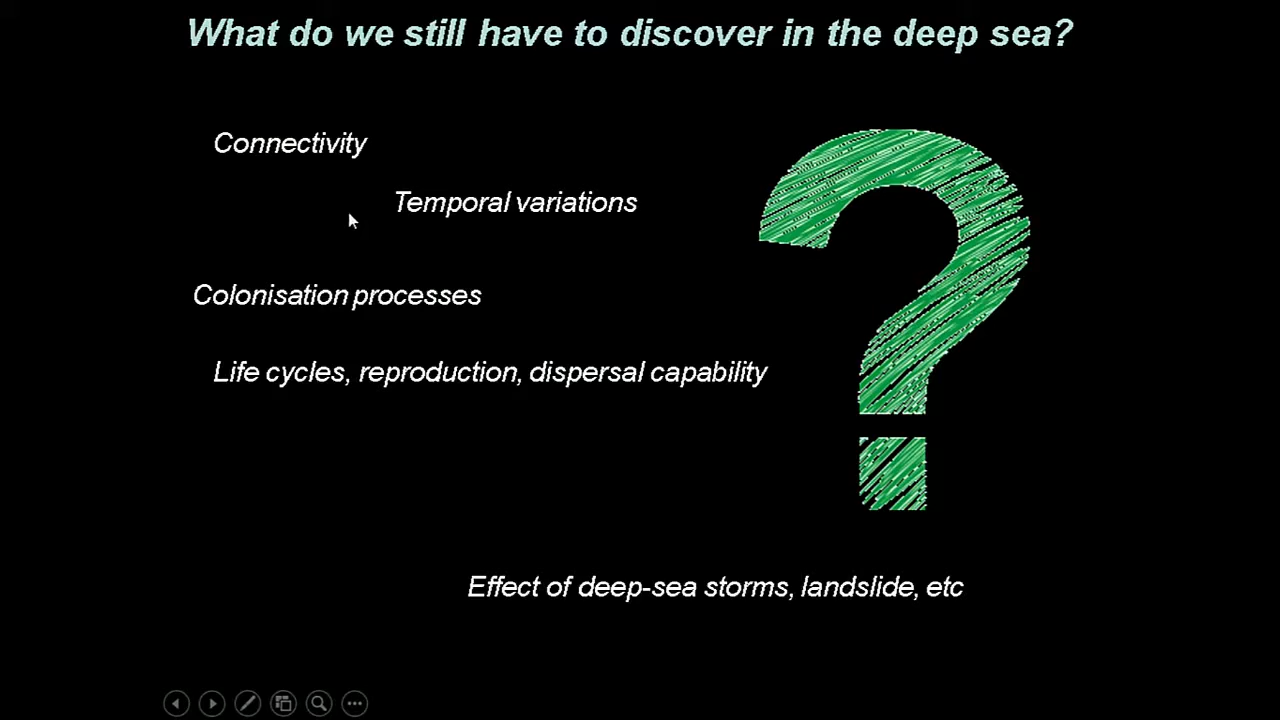 What do we still have to discover in the deep sea?
Connectivity
Temporal variations
Colonisation processes
Life cycles, reproduction, dispersal capability
Effect of deep-sea storms, landslide, etc